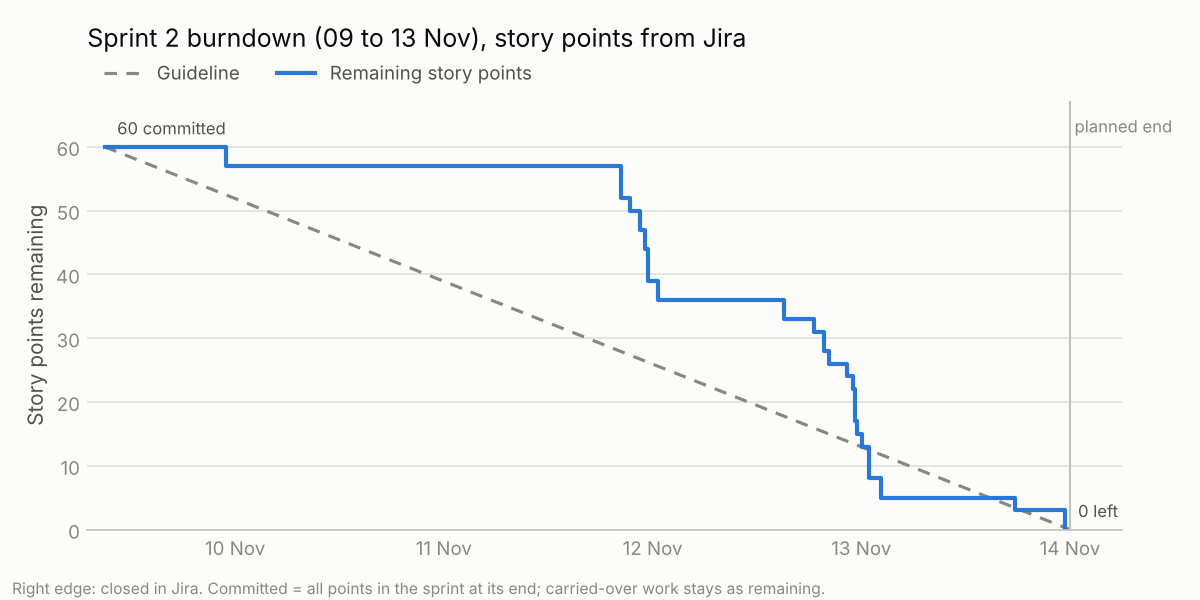 Sprint 2 burndown (09 to 13 Nov), story points from Jira
Guideline
Remaining story points
60 committed
planned end
60
50
40
30
20
10
0
Story points remaining
0 left
10 Nov
11 Nov
12 Nov
13 Nov
14 Nov
Right edge: closed in Jira. Committed = all points in the sprint at its end; carried-over work stays as remaining.